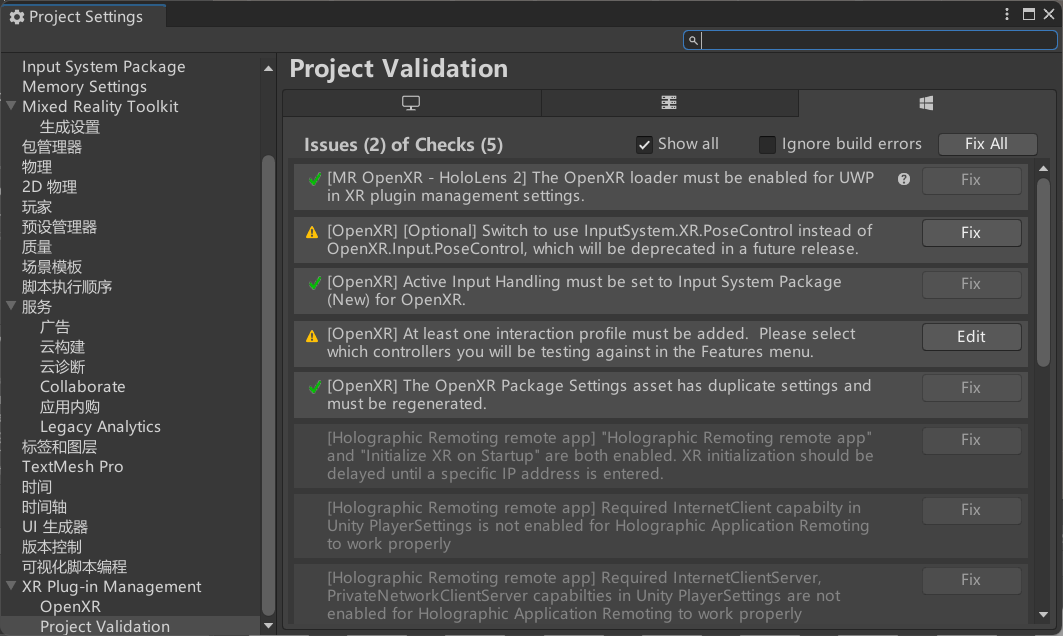 Project Settings
Input System Package
Memory Settings
Mixed Reality Toolkit
生成设置
包管理器
物理
2D 物理
玩家
预设管理器
质量
场景模板
脚本执行顺序
服务
广告
云构建
云诊断
Collaborate
应用内购
Legacy Analytics
标签和图层
TextMesh Pro
时间
时间轴
UI 生成器
版本控制
可视化脚本编程
XR Plug-in Management
OpenXR
Project Validation
Project Validation
Issues (2) of Checks (5)
Show all
Ignore build errors
Fix All
[MR OpenXR - HoloLens 2] The OpenXR loader must be enabled for UWP
in XR plugin management settings.
Fix
[OpenXR] [Optional] Switch to use InputSystem.XR.PoseControl instead of
OpenXR.Input.PoseControl, which will be deprecated in a future release.
Fix
[OpenXR] Active Input Handling must be set to Input System Package
(New) for OpenXR.
Fix
[OpenXR] At least one interaction profile must be added.  Please select
which controllers you will be testing against in the Features menu.
Edit
[OpenXR] The OpenXR Package Settings asset has duplicate settings and
must be regenerated.
Fix
[Holographic Remoting remote app] "Holographic Remoting remote app"
and "Initialize XR on Startup" are both enabled. XR initialization should be
delayed until a specific IP address is entered.
Fix
[Holographic Remoting remote app] Required InternetClient capabilty in
Unity PlayerSettings is not enabled for Holographic Application Remoting
to work properly
Fix
[Holographic Remoting remote app] Required InternetClientServer,
PrivateNetworkClientServer capabilties in Unity PlayerSettings are not
enabled for Holographic Application Remoting to work properly
Fix